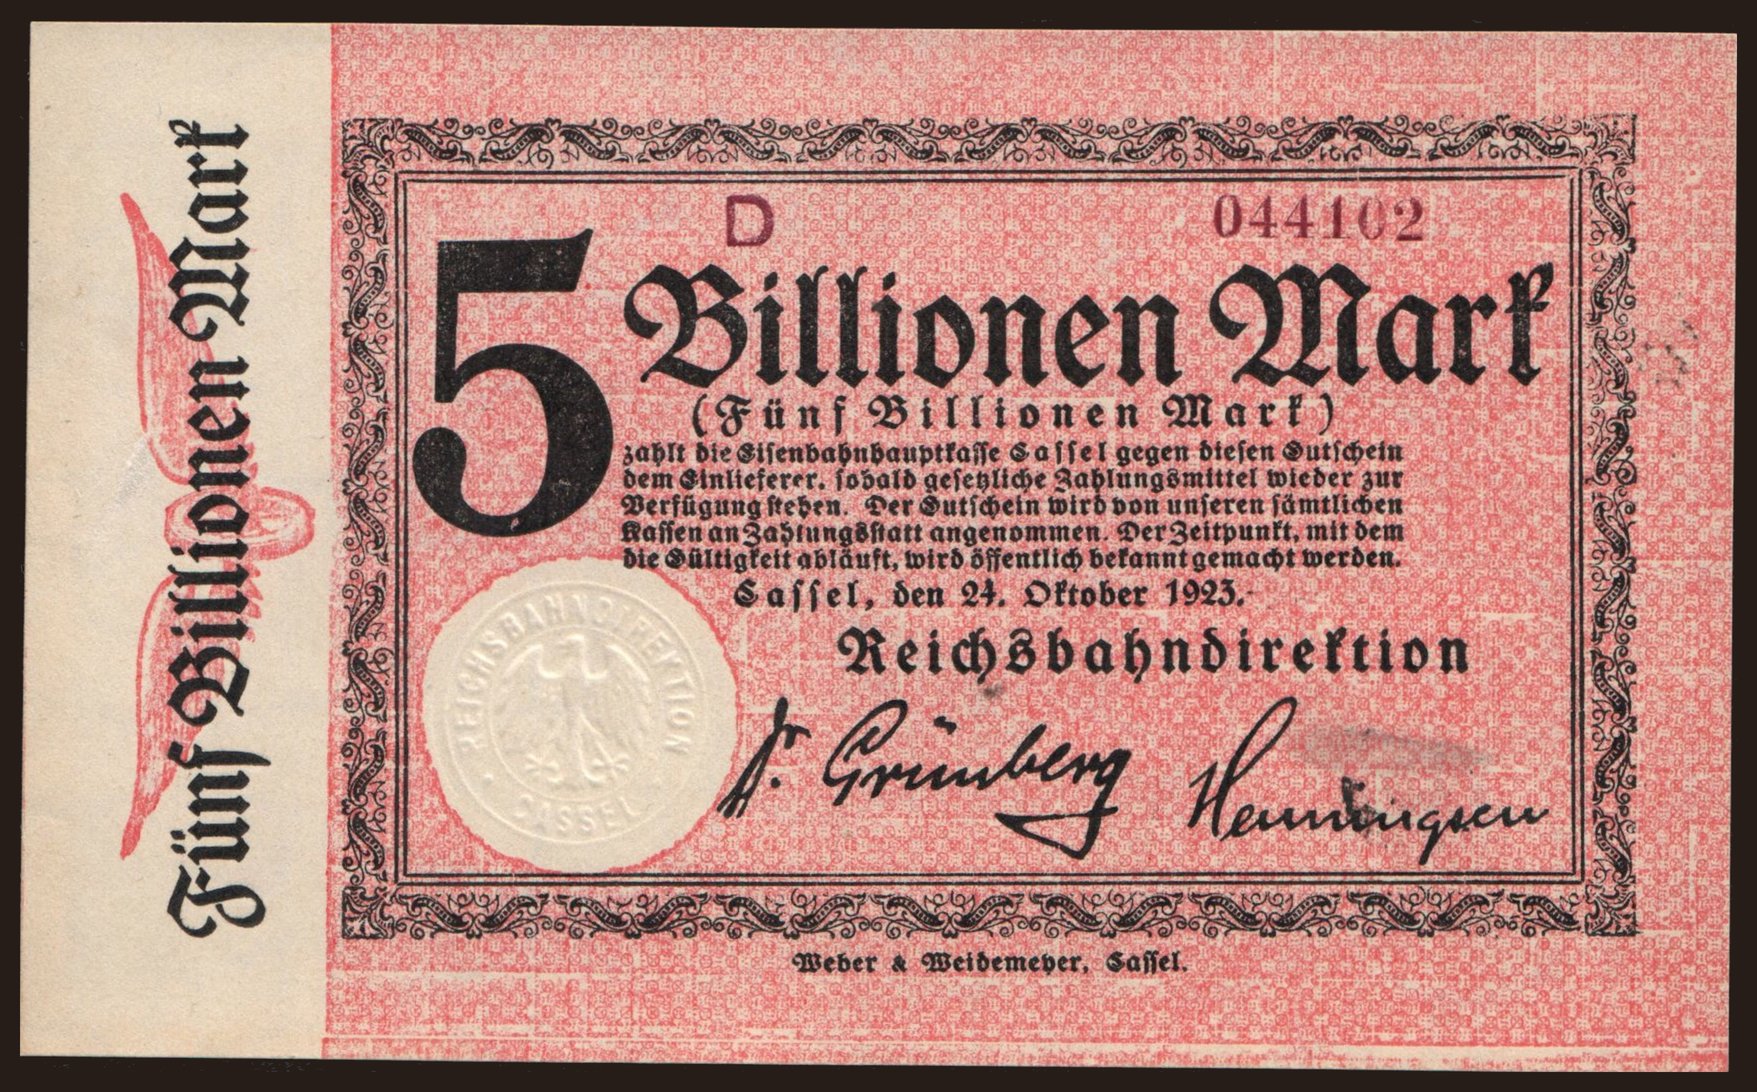 Fünf Billionen Mark
D 044102
5 Billionen Mark
(Fünf Billionen Mark)
zahlt die Eisenbahnhauptkasse Cassel gegen diesen Gutschein
dem Einlieferer, sobald gesetzliche Zahlungsmittel wieder zur
Verfügung stehen. Der Gutschein wird von unseren sämtlichen
Kassen an Zahlungsstatt angenommen. Der Zeitpunkt, mit dem
die Gültigkeit abläuft, wird öffentlich bekannt gemacht werden.
Cassel, den 24. Oktober 1923.
Reichsbahndirektion
REICHSBAHNDIREKTION
CASSEL
Dr. Grünberg Henningsen
Weber & Weidemeyer, Cassel.